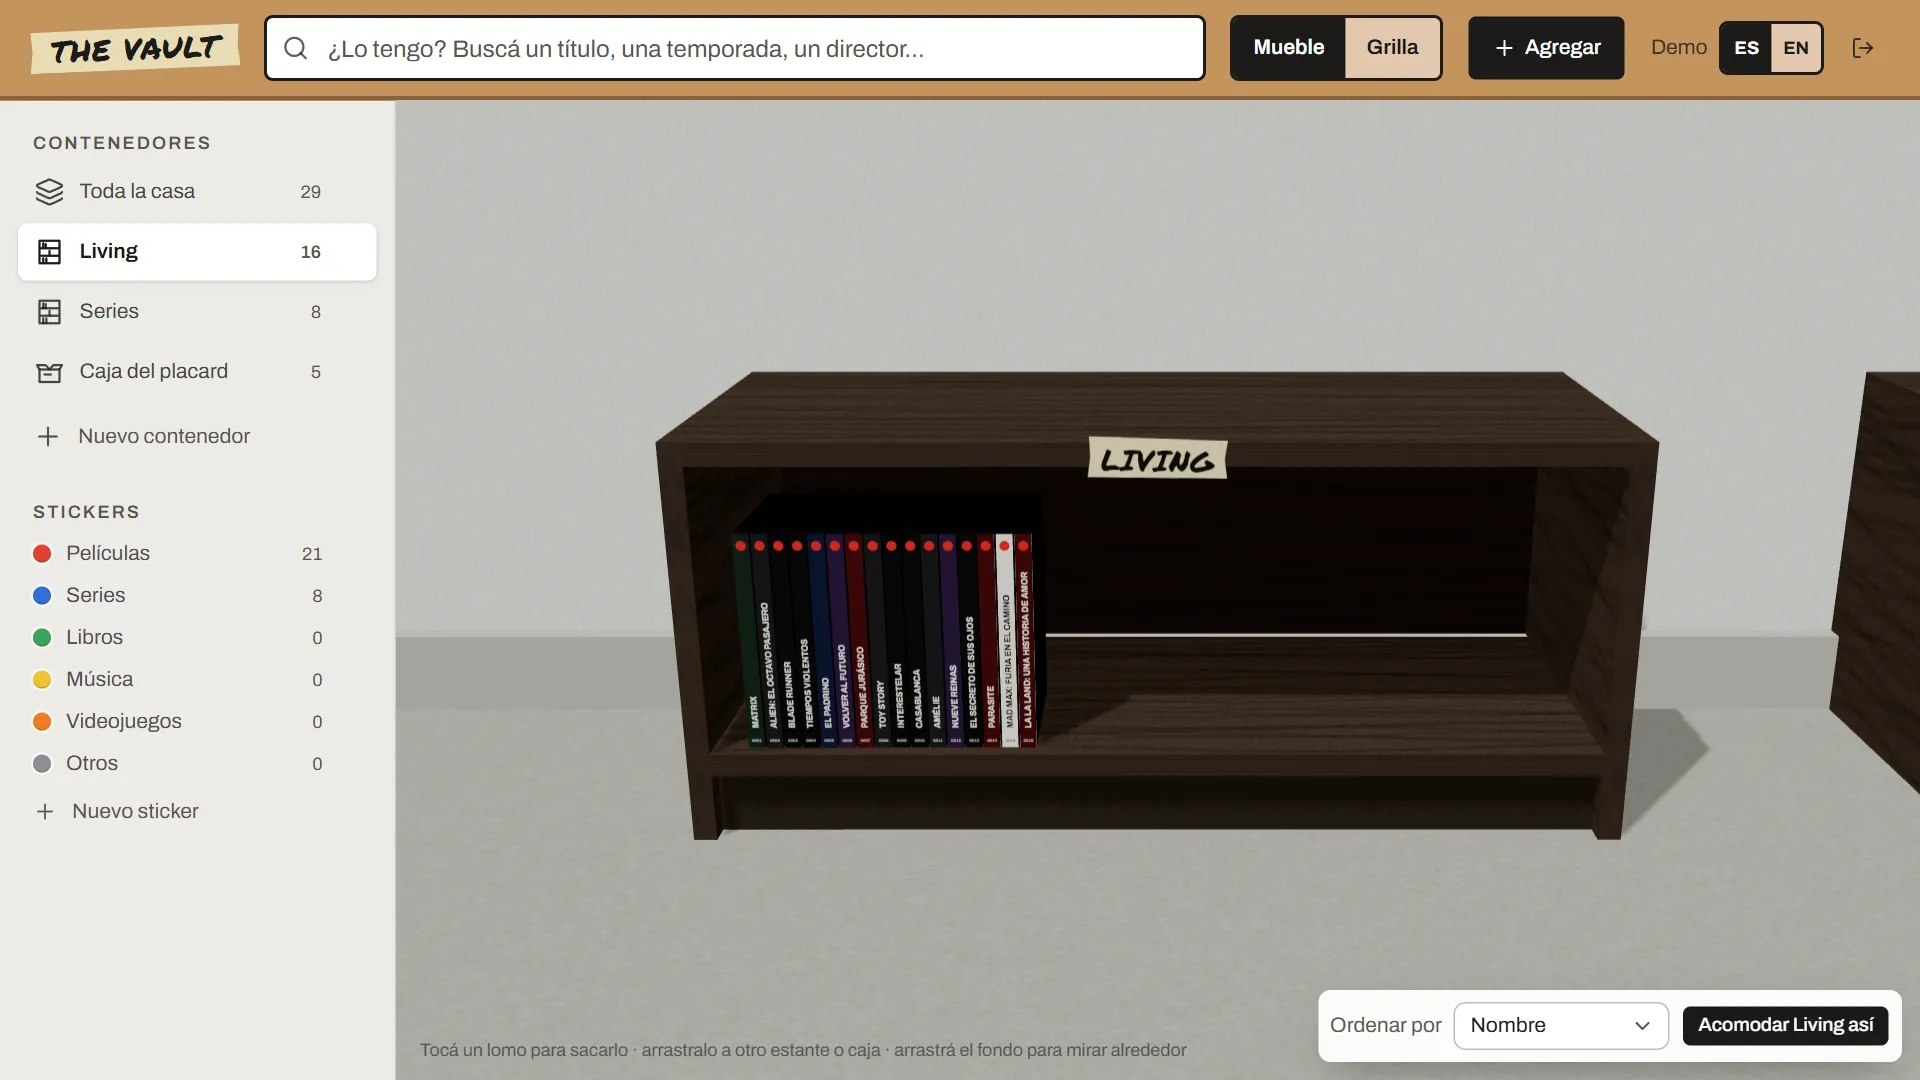 THE VAULT
¿Lo tengo? Buscá un título, una temporada, un director...
Mueble
Grilla
+ Agregar
Demo
ES
EN
CONTENEDORES
Toda la casa 29
Living 16
Series 8
Caja del placard 5
+ Nuevo contenedor
STICKERS
Películas 21
Series 8
Libros 0
Música 0
Videojuegos 0
Otros 0
+ Nuevo sticker
LIVING
MATRIX
ALIEN: EL OCTAVO PASAJERO
BLADE RUNNER
TIEMPOS VIOLENTOS
EL PADRINO
VOLVER AL FUTURO
PARQUE JURÁSICO
TOY STORY
INTERESTELAR
CASABLANCA
AMÉLIE
NUEVE REINAS
EL SECRETO DE SUS OJOS
PARASITE
MAD MAX: FURIA EN EL CAMINO
LA LA LAND: UNA HISTORIA DE AMOR
Tocá un lomo para sacarlo · arrastralo a otro estante o caja · arrastrá el fondo para mirar alrededor
Ordenar por
Nombre
Acomodar Living así